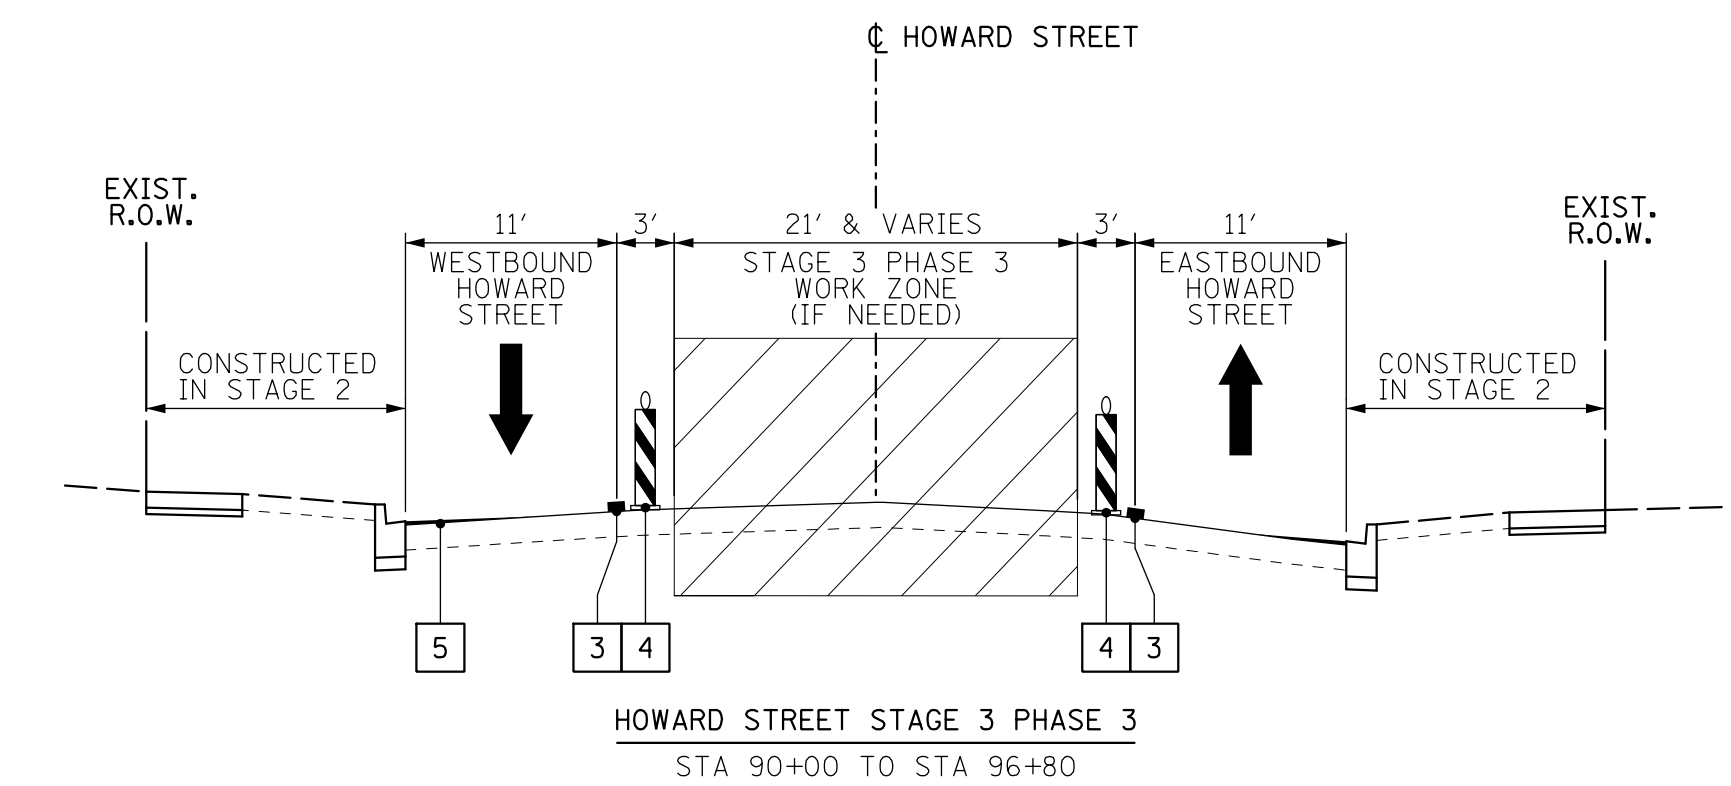 ℄ HOWARD STREET
EXIST.
R.O.W.
EXIST.
R.O.W.
11' 3' 21' & VARIES 3' 11'
WESTBOUND
HOWARD
STREET
STAGE 3 PHASE 3
WORK ZONE
(IF NEEDED)
EASTBOUND
HOWARD
STREET
CONSTRUCTED
IN STAGE 2
CONSTRUCTED
IN STAGE 2
5 3 4 4 3
HOWARD STREET STAGE 3 PHASE 3
STA 90+00 TO STA 96+80